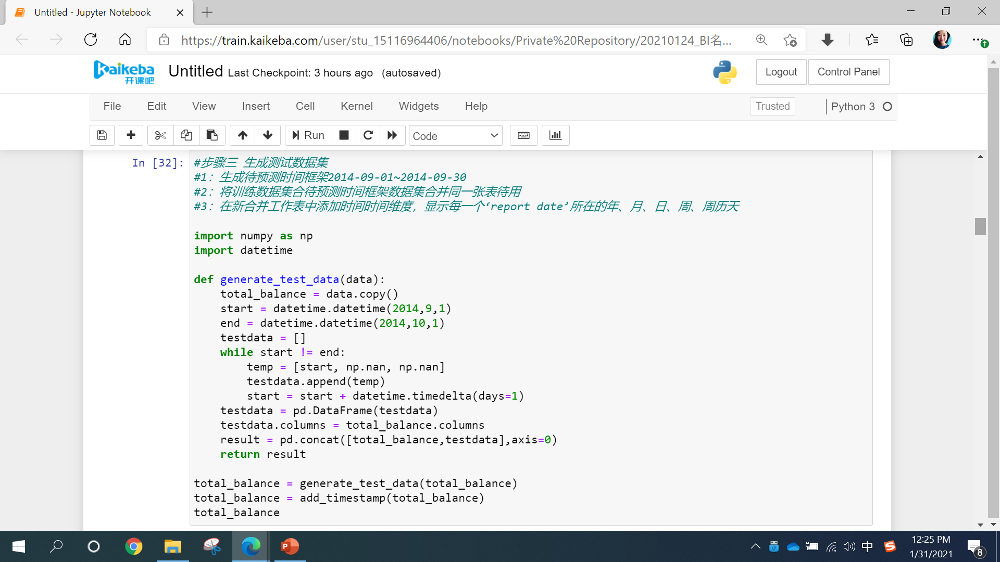 Untitled - Jupyter Notebook
https://train.kaikeba.com/user/stu_15116964406/notebooks/Private%20Repository/20210124_BI名...
Kaikeba
开课吧
Untitled Last Checkpoint: 3 hours ago (autosaved)
Logout
Control Panel
File Edit View Insert Cell Kernel Widgets Help
Trusted
Python 3
Run
Code
In [32]:
#步骤三 生成测试数据集
#1: 生成待预测时间框架2014-09-01~2014-09-30
#2: 将训练数据集合待预测时间框架数据集合并同一张表待用
#3: 在新合并工作表中添加时间时间维度，显示每一个‘report date’所在的年、月、日、周、周历天
import numpy as np
import datetime
def generate_test_data(data):
    total_balance = data.copy()
    start = datetime.datetime(2014,9,1)
    end = datetime.datetime(2014,10,1)
    testdata = []
    while start != end:
        temp = [start, np.nan, np.nan]
        testdata.append(temp)
        start = start + datetime.timedelta(days=1)
    testdata = pd.DataFrame(testdata)
    testdata.columns = total_balance.columns
    result = pd.concat([total_balance,testdata],axis=0)
    return result
total_balance = generate_test_data(total_balance)
total_balance = add_timestamp(total_balance)
total_balance
P
中
S
12:25 PM
1/31/2021
8